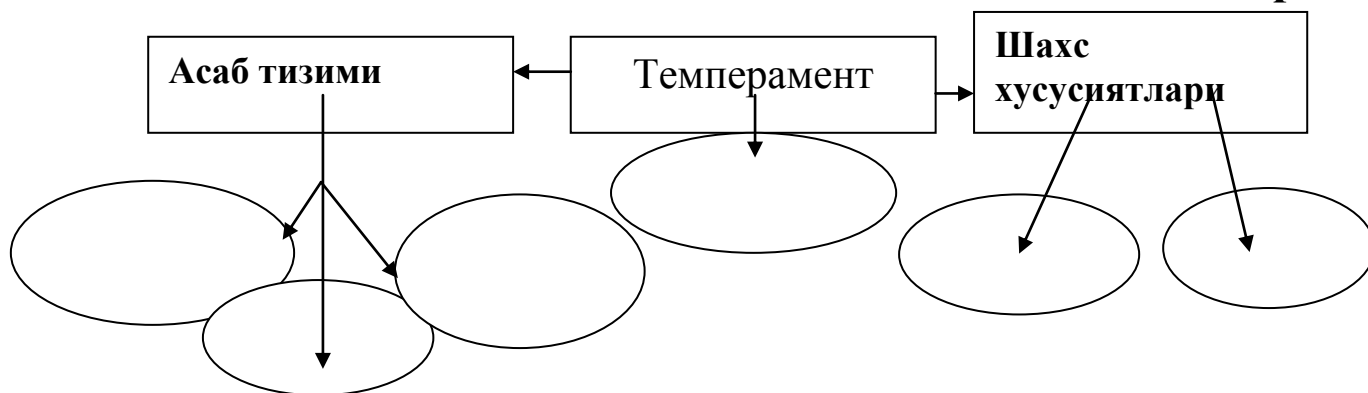 Асаб тизими
Темперамент
Шахс
хусусиятлари